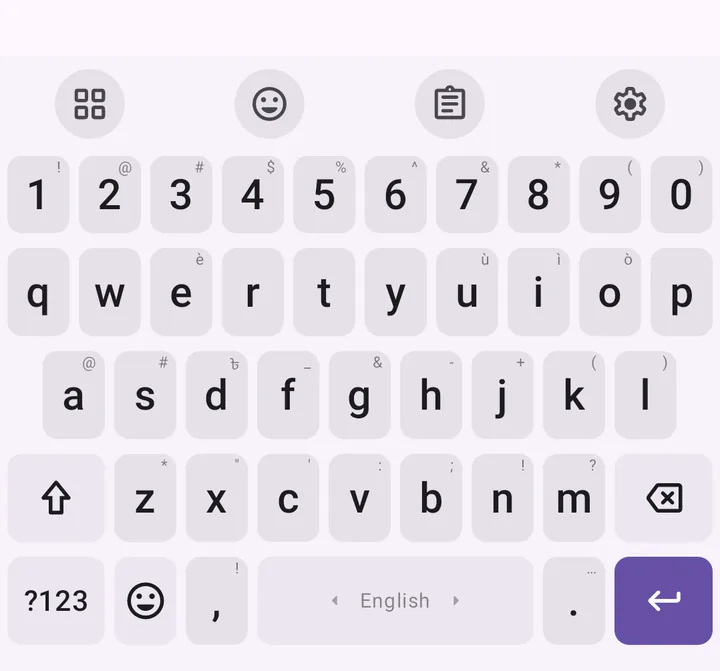 ! @ # $ % ^ & * ( )
1 2 3 4 5 6 7 8 9 0
è ù ì ò
q w e r t y u i o p
@ # ѣ _ & - + ( )
a s d f g h j k l
* " ' : ; ! ?
z x c v b n m
! …
?123 , English .